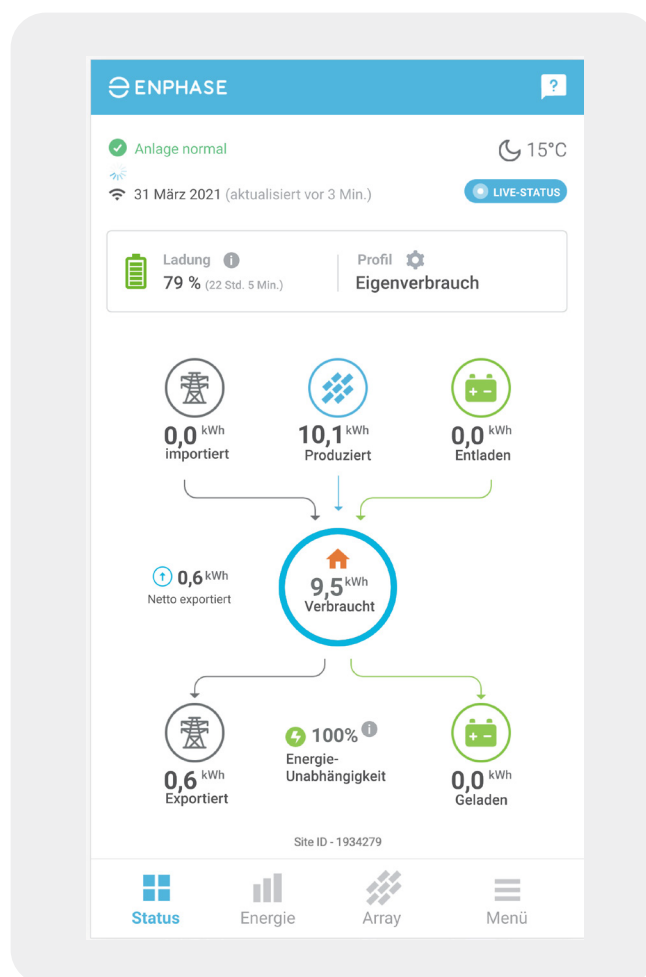 ENPHASE
?
Anlage normal
15°C
31 März 2021 (aktualisiert vor 3 Min.)
LIVE-STATUS
Ladung i
Profil
79 % (22 Std. 5 Min.)
Eigenverbrauch
0,0 kWh
importiert
10,1 kWh
Produziert
0,0 kWh
Entladen
0,6 kWh
Netto exportiert
9,5 kWh
Verbraucht
0,6 kWh
Exportiert
100% i
Energie-
Unabhängigkeit
0,0 kWh
Geladen
Site ID - 1934279
Status
Energie
Array
Menü